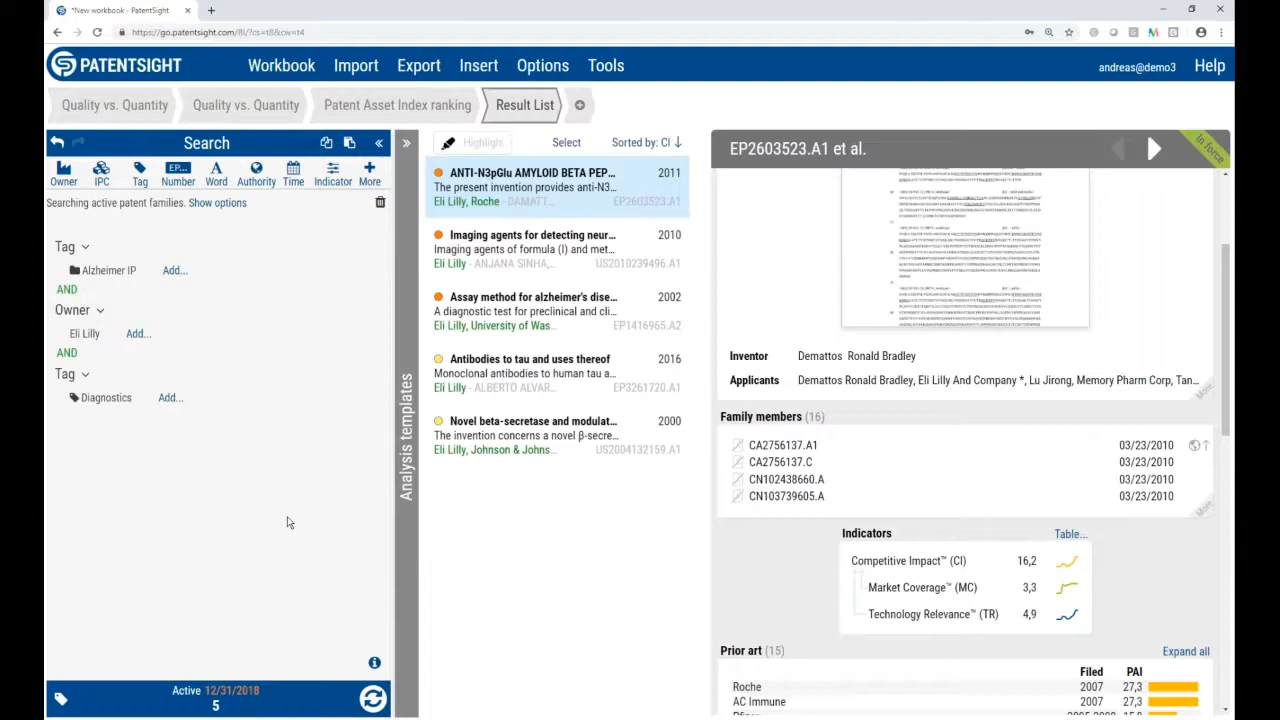 *New workbook - PatentSight
https://go.patentsight.com/8l/?cs=t8&cw=t4
PATENTSIGHT
Workbook Import Export Insert Options Tools
andreas@demo3 Help
Quality vs. Quantity Quality vs. Quantity Patent Asset Index ranking Result List
Search
Owner IPC Tag Number Word Authority Time Indicator More
EP...
Searching active patent families. Show options
Tag
Alzheimer IP Add...
AND
Owner
Eli Lilly Add...
AND
Tag
Diagnostics Add...
Active 12/31/2018
5
Analysis templates
Highlight Select Sorted by: CI
ANTI-N3pGlu AMYLOID BETA PEP... 2011
The present invention provides anti-N3...
Eli Lilly, Roche - DAMATT... EP2603523.A1
Imaging agents for detecting neur... 2010
Imaging agents of formula (I) and met...
Eli Lilly - ANJANA SINHA,... US2010239496.A1
Assay method for alzheimer's dise... 2002
A diagnostic test for preclinical and cli...
Eli Lilly, University of Was... EP1416965.A2
Antibodies to tau and uses thereof 2016
Monoclonal antibodies to human tau a...
Eli Lilly - ALBERTO ALVAR... EP3261720.A1
Novel beta-secretase and modulat... 2000
The invention concerns a novel β-secre...
Eli Lilly, Johnson & Johns... US2004132159.A1
EP2603523.A1 et al.
In force
Inventor Demattos Ronald Bradley
Applicants Demattos Ronald Bradley, Eli Lilly And Company *, Lu Jirong, Memory Pharm Corp, Tan...
More
Family members (16)
CA2756137.A1 03/23/2010
CA2756137.C 03/23/2010
CN102438660.A 03/23/2010
CN103739605.A 03/23/2010
More
Indicators Table...
Competitive Impact™ (CI) 16,2
Market Coverage™ (MC) 3,3
Technology Relevance™ (TR) 4,9
Prior art (15) Expand all
Filed PAI
Roche 2007 27,3
AC Immune 2007 27,3